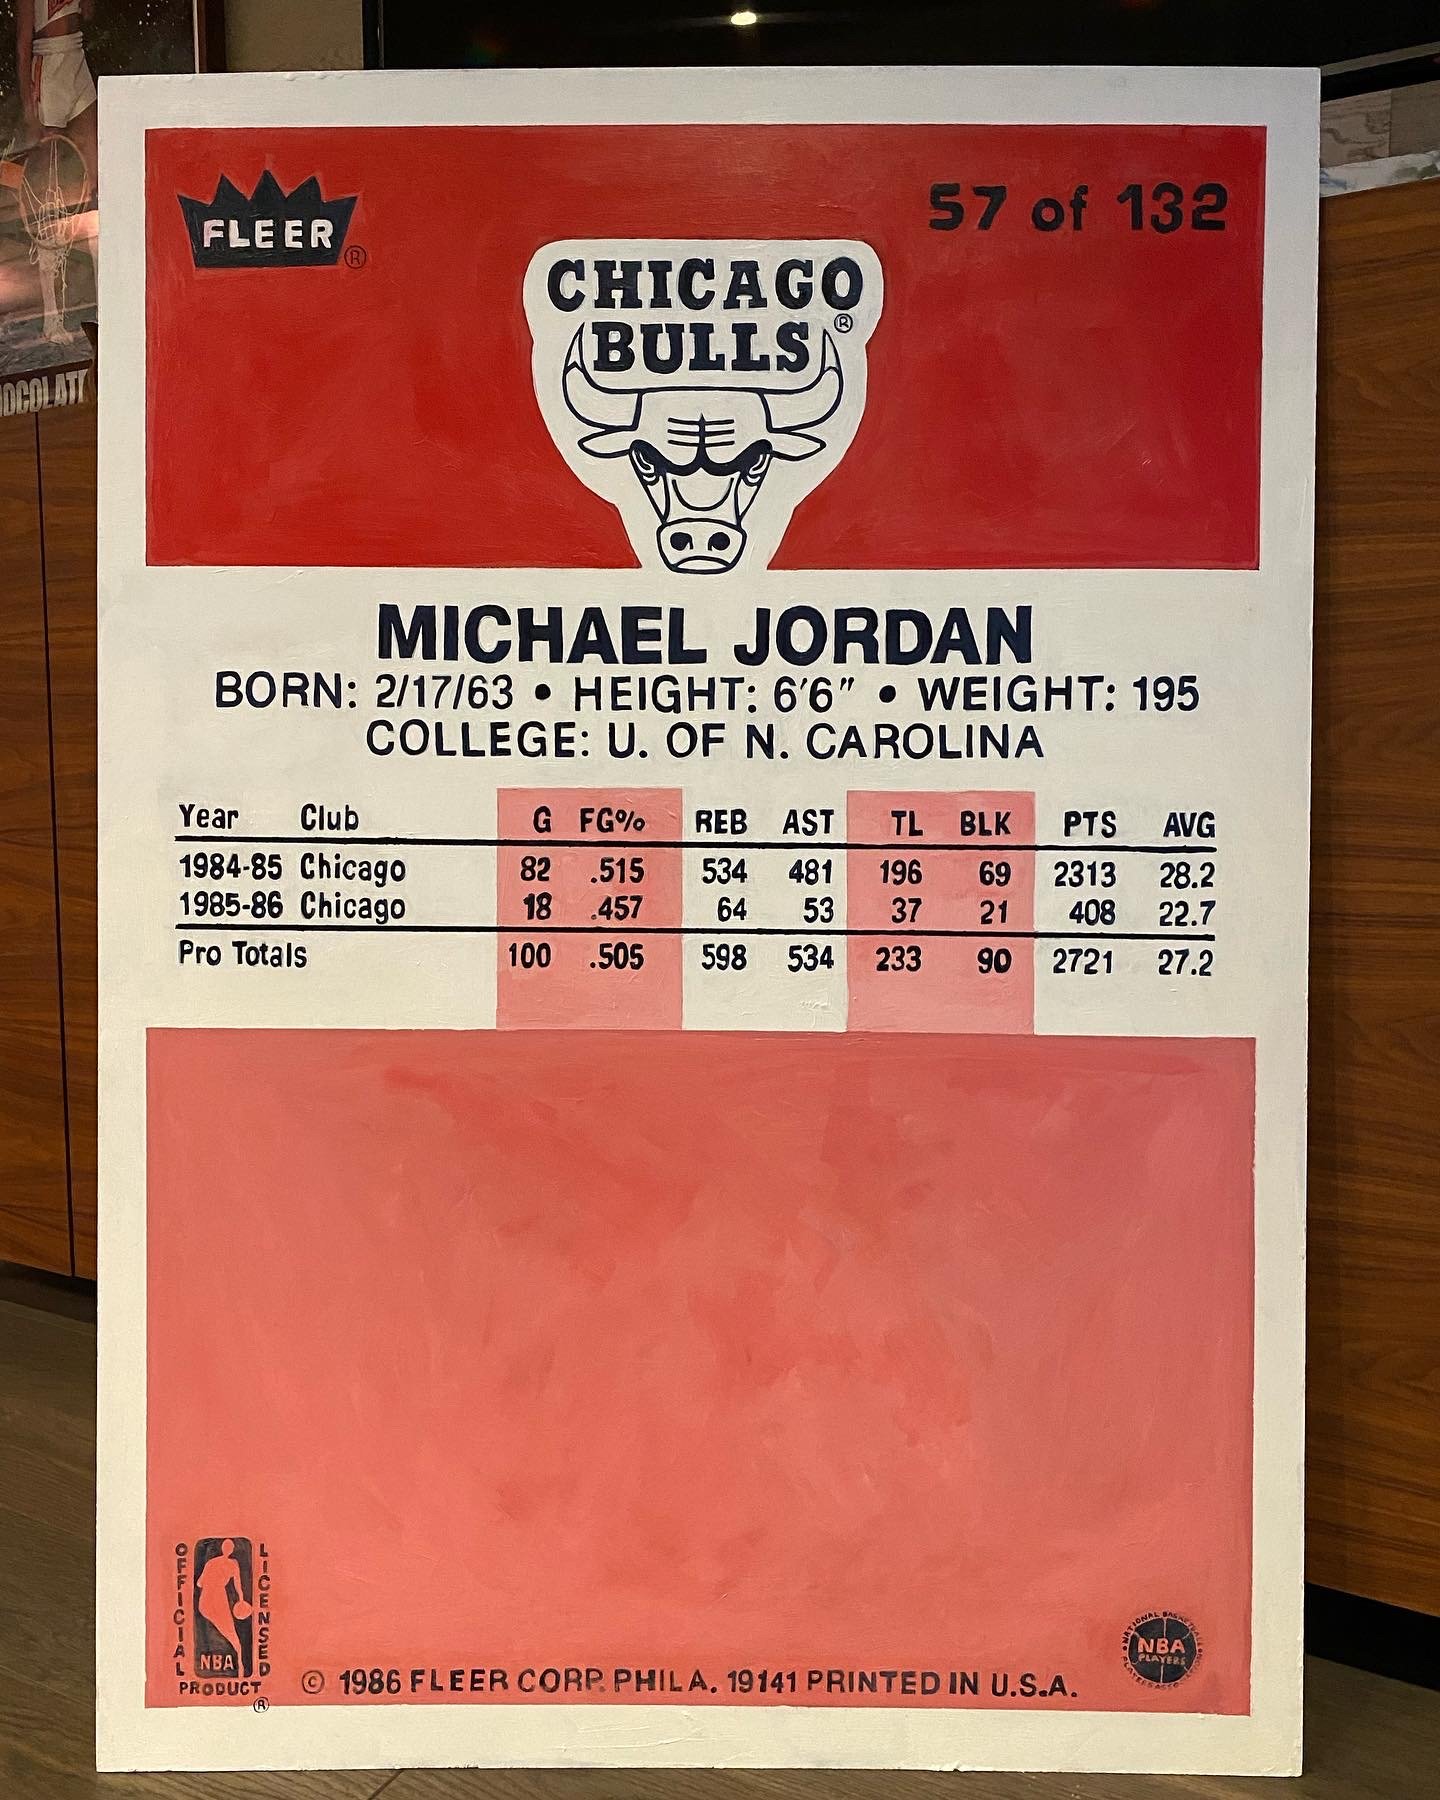 57 of 132
FLEER ®
CHICAGO
BULLS ®
MICHAEL JORDAN
BORN: 2/17/63 • HEIGHT: 6'6" • WEIGHT: 195
COLLEGE: U. OF N. CAROLINA
Year Club G FG% REB AST TL BLK PTS AVG
1984-85 Chicago 82 .515 534 481 196 69 2313 28.2
1985-86 Chicago 18 .457 64 53 37 21 408 22.7
Pro Totals 100 .505 598 534 233 90 2721 27.2
OFFICIAL
LICENSED
NBA
PRODUCT
®
NATIONAL
NBA
PLAYERS
© 1986 FLEER CORP. PHILA. 19141 PRINTED IN U.S.A.